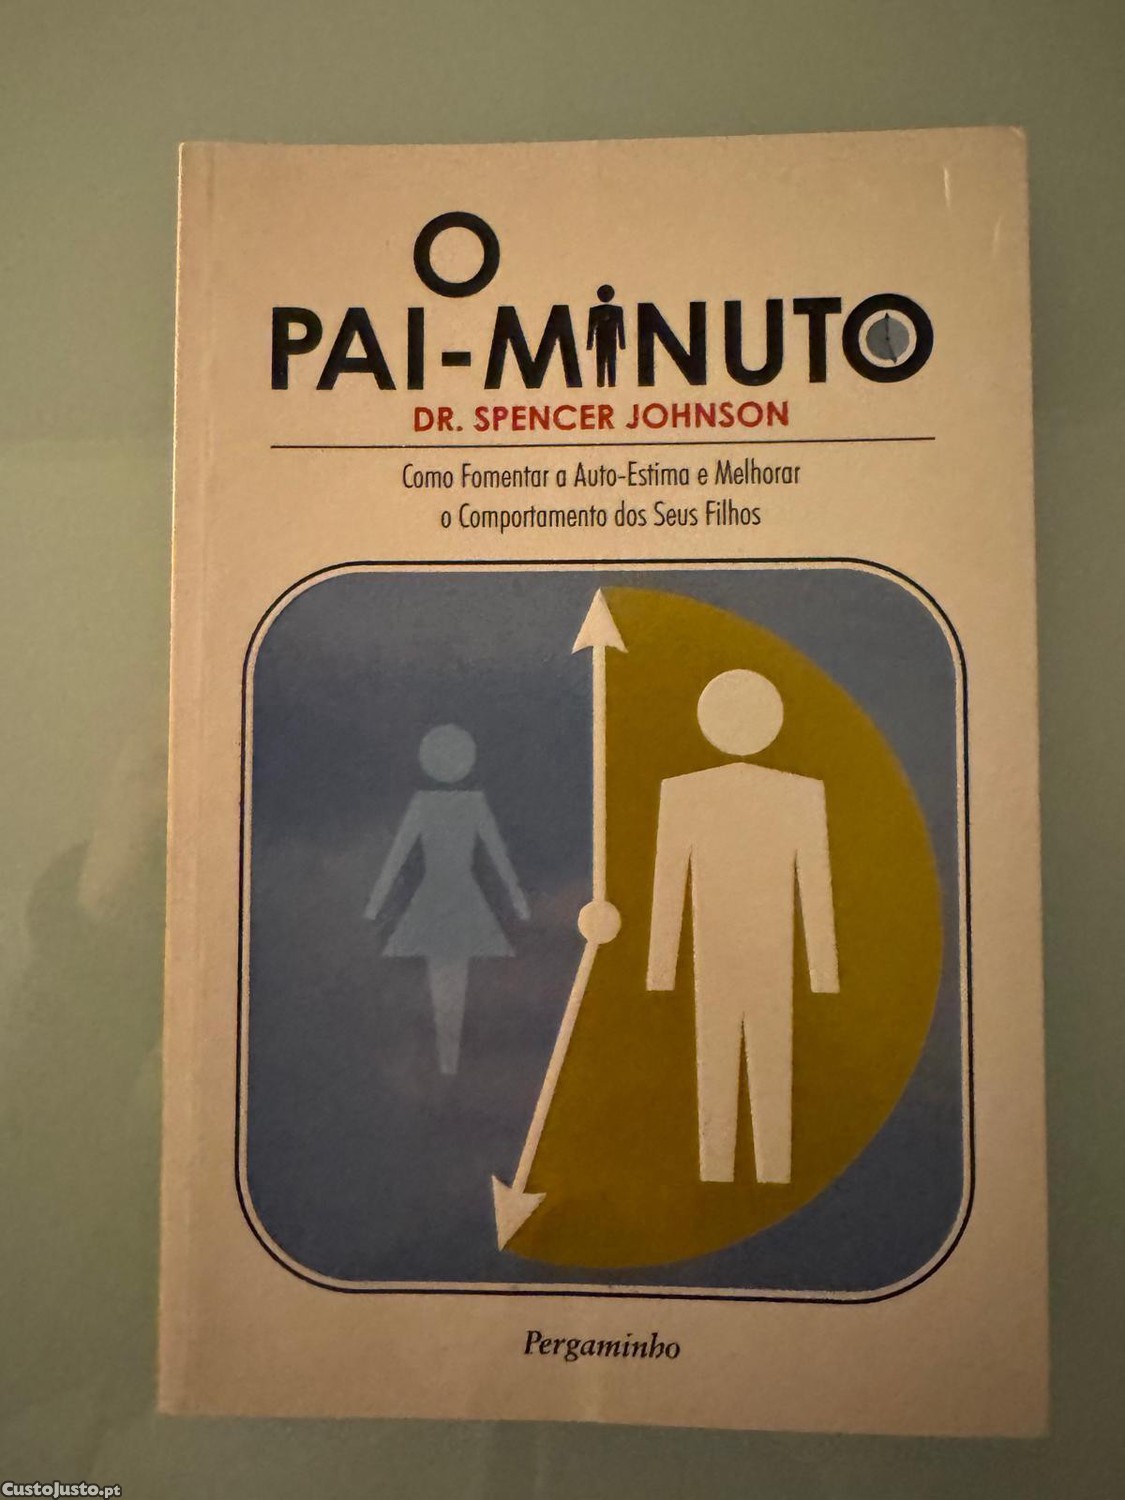 O
PAI-MINUTO
DR. SPENCER JOHNSON
Como Fomentar a Auto-Estima e Melhorar
o Comportamento dos Seus Filhos
Pergaminho
CustoJusto.pt